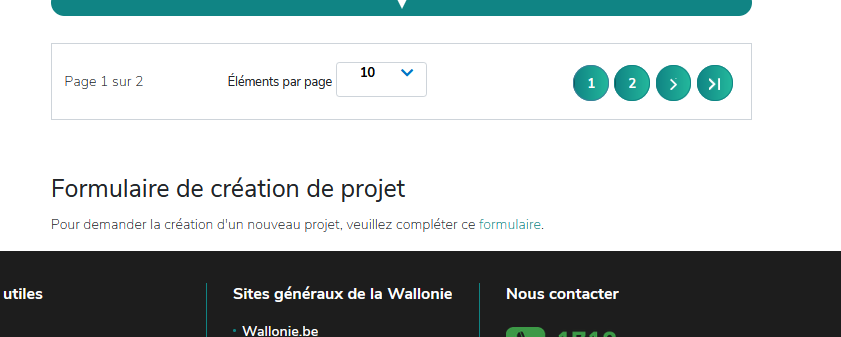 Page 1 sur 2
Éléments par page
10
1 2
Formulaire de création de projet
Pour demander la création d'un nouveau projet, veuillez compléter ce formulaire.
utiles
Sites généraux de la Wallonie
Nous contacter
Wallonie.be
1718